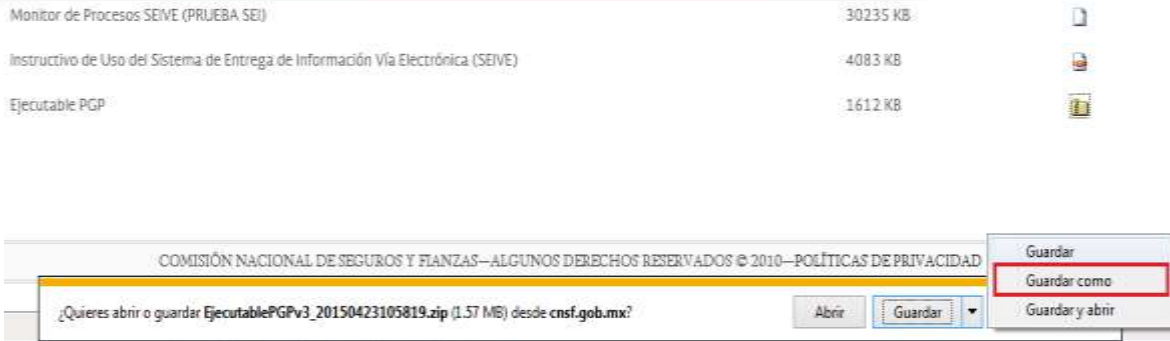 Monitor de Procesos SEIVE (PRUEBA SEI) 30235 KB
Instructivo de Uso del Sistema de Entrega de Información Vía Electrónica (SEIVE) 4083 KB
Ejecutable PGP 1612 KB
COMISIÓN NACIONAL DE SEGUROS Y FIANZAS—ALGUNOS DERECHOS RESERVADOS © 2010—POLÍTICAS DE PRIVACIDAD
Guardar
Guardar como
Guardar y abrir
¿Quieres abrir o guardar EjecutablePGPv3_20150423105819.zip (1.57 MB) desde cnsf.gob.mx? Abrir Guardar